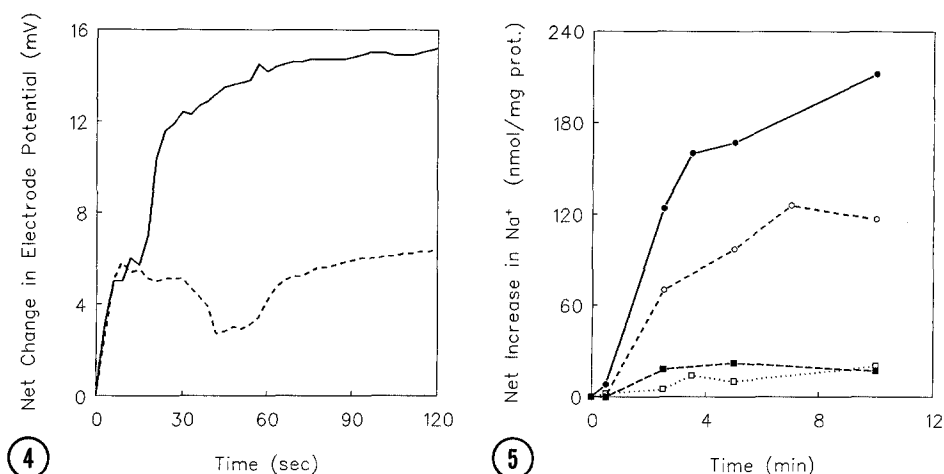 Net Change in Electrode Potential (mV)
16
12
8
4
0
0 30 60 90 120
Time (sec)
4
Net Increase in Na⁺ (nmol/mg prot.)
240
180
120
60
0
0 4 8 12
Time (min)
5